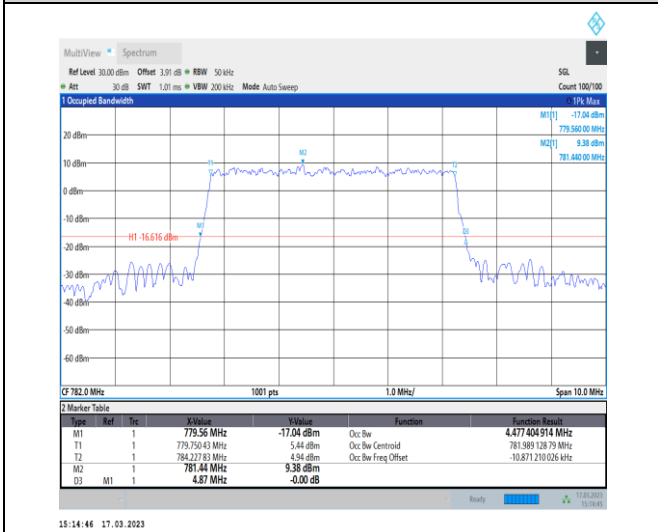 MultiView Spectrum
Ref Level 30.00 dBm Offset 3.91 dB RBW 50 kHz SGL
Att 30 dB SWT 1.01 ms VBW 200 kHz Mode Auto Sweep Count 100/100
1 Occupied Bandwidth 1Pk Max
M1[1] -17.04 dBm
779.560 00 MHz
20 dBm
M2[1] 9.38 dBm
781.440 00 MHz
10 dBm
T1 M2 T2
0 dBm
-10 dBm
M1 D3
H1 -16.616 dBm
-20 dBm
-30 dBm
-40 dBm
-50 dBm
-60 dBm
CF 782.0 MHz 1001 pts 1.0 MHz/ Span 10.0 MHz
2 Marker Table
Type Ref Trc X-Value Y-Value Function Function Result
M1 1 779.56 MHz -17.04 dBm Occ Bw 4.477 404 914 MHz
T1 1 779.750 43 MHz 5.44 dBm Occ Bw Centroid 781.989 128 79 MHz
T2 1 784.227 83 MHz 4.94 dBm Occ Bw Freq Offset -10.871 210 026 kHz
M2 1 781.44 MHz 9.38 dBm
D3 M1 1 4.87 MHz -0.00 dB
Ready 17.03.2023
15:14:45
15:14:46 17.03.2023